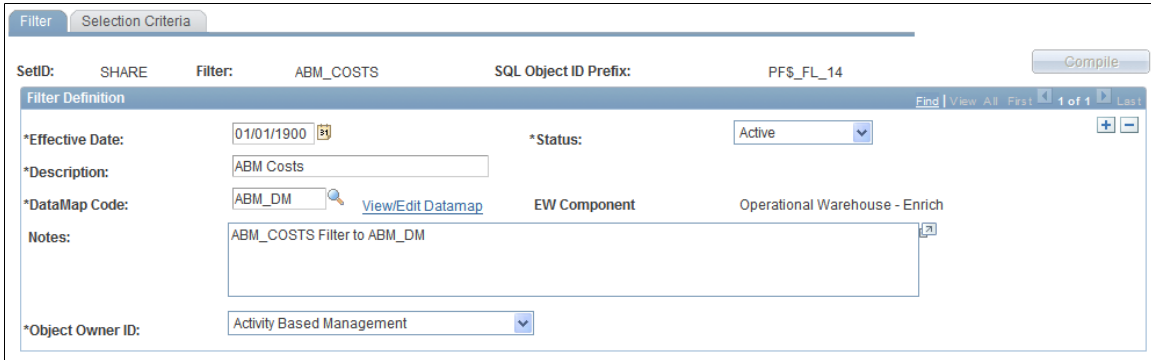 Filter Selection Criteria
SetID: SHARE Filter: ABM_COSTS SQL Object ID Prefix: PF$_FL_14 Compile
Filter Definition Find | View All First 1 of 1 Last
*Effective Date: 01/01/1900 31 *Status: Active
*Description: ABM Costs
*DataMap Code: ABM_DM View/Edit Datamap EW Component Operational Warehouse - Enrich
Notes: ABM_COSTS Filter to ABM_DM
*Object Owner ID: Activity Based Management